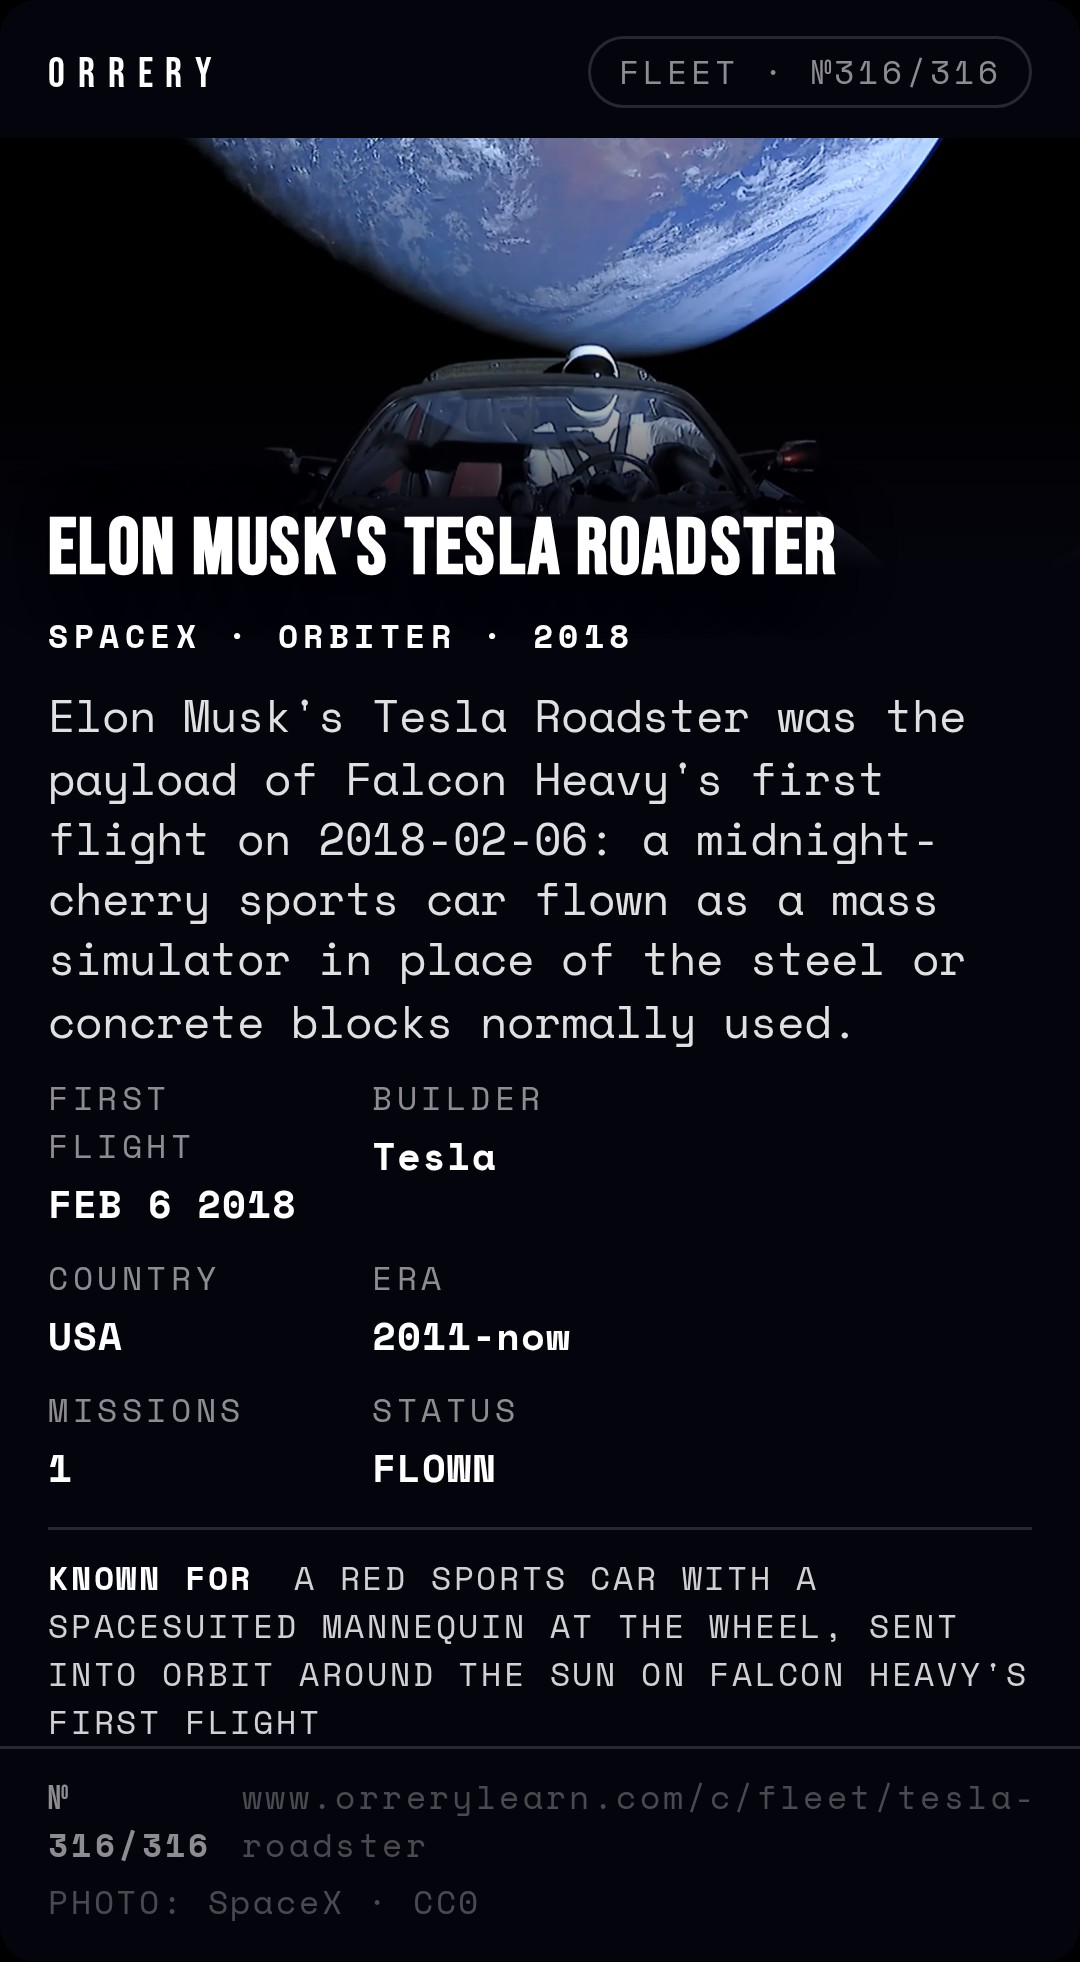 ORRERY
FLEET · №316/316
ELON MUSK'S TESLA ROADSTER
SPACEX · ORBITER · 2018
Elon Musk's Tesla Roadster was the
payload of Falcon Heavy's first
flight on 2018-02-06: a midnight-
cherry sports car flown as a mass
simulator in place of the steel or
concrete blocks normally used.
FIRST
FLIGHT
FEB 6 2018
BUILDER
Tesla
COUNTRY
USA
ERA
2011-now
MISSIONS
1
STATUS
FLOWN
KNOWN FOR A RED SPORTS CAR WITH A
SPACESUITED MANNEQUIN AT THE WHEEL, SENT
INTO ORBIT AROUND THE SUN ON FALCON HEAVY'S
FIRST FLIGHT
№
316/316
www.orrerylearn.com/c/fleet/tesla-
roadster
PHOTO: SpaceX · CC0